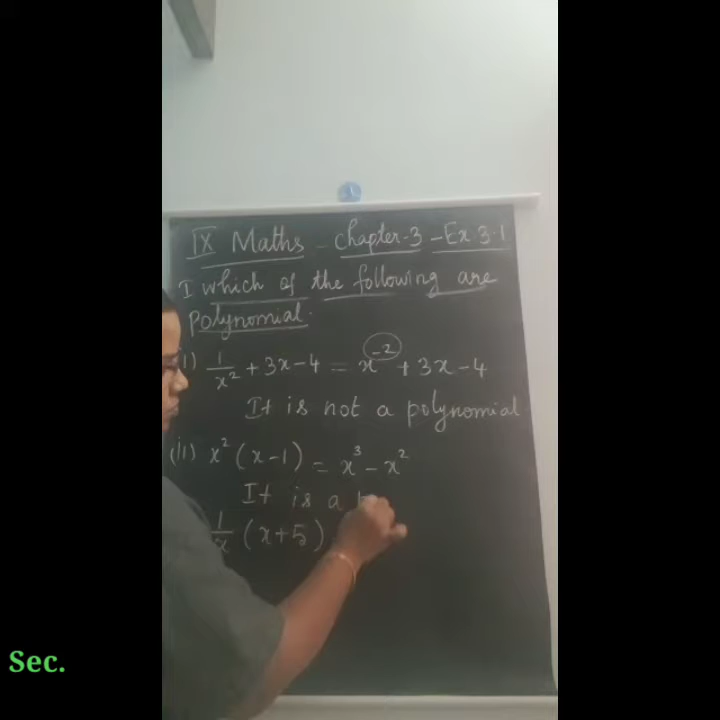 IX Maths - chapter-3 - Ex 3.1
I which of the following are
polynomial.
i) 1/x² + 3x - 4 = x⁻² + 3x - 4
It is not a polynomial
(ii) x² (x-1) = x³ - x²
It is a
1/x (x+5)
Sec.